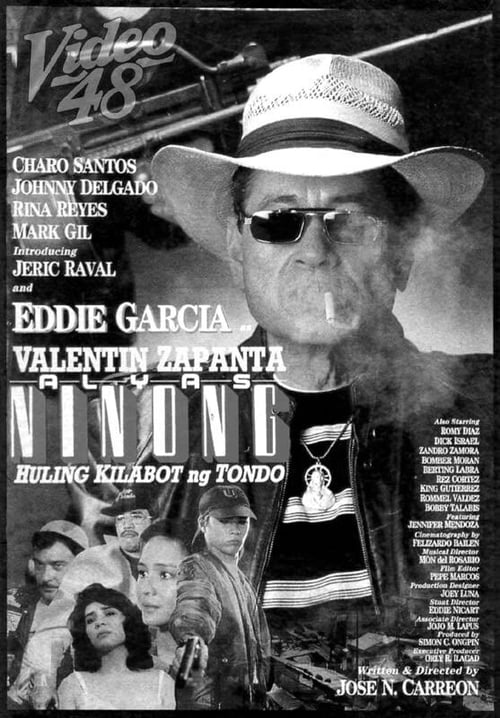 Video
48
CHARO SANTOS
JOHNNY DELGADO
RINA REYES
MARK GIL
Introducing
JERIC RAVAL
and
EDDIE GARCIA as
VALENTIN ZAPANTA
ALYAS
NINONG
HULING KILABOT ng TONDO
Also Starring
ROMY DIAZ
DICK ISRAEL
ZANDRO ZAMORA
BOMBER MORAN
BERTING LABRA
REZ CORTEZ
KING GUTIERREZ
ROMMEL VALDEZ
BOBBY TALABIS
Featuring
JENNIFER MENDOZA
Cinematography by
FELIZARDO BAILEN
Musical Director
MON del ROSARIO
Film Editor
PEPE MARCOS
Production Designer
JOEY LUNA
Stunt Director
EDDIE NICART
Associate Director
JOJO M. LAPUS
Produced by
SIMON C. ONGPIN
Executive Producer
ORLY R. ILAGAD
Written & Directed by
JOSE N. CARREON